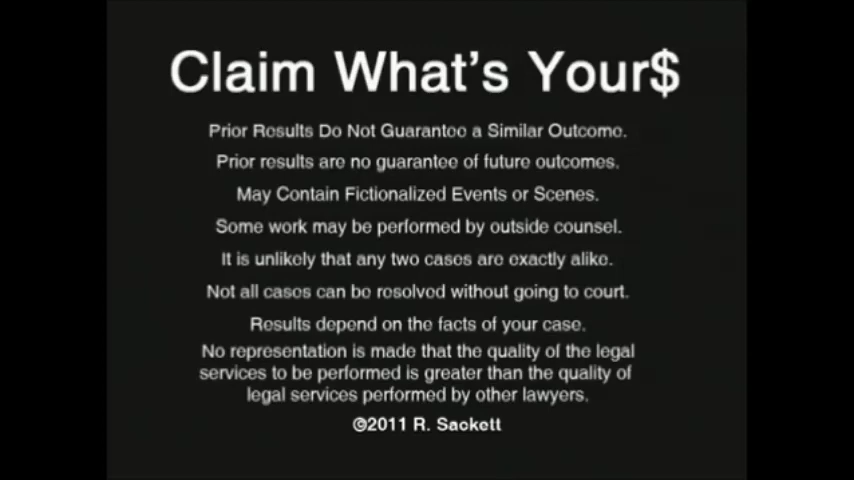 Claim What's Your$
Prior Results Do Not Guarantee a Similar Outcome.
Prior results are no guarantee of future outcomes.
May Contain Fictionalized Events or Scenes.
Some work may be performed by outside counsel.
It is unlikely that any two cases are exactly alike.
Not all cases can be resolved without going to court.
Results depend on the facts of your case.
No representation is made that the quality of the legal
services to be performed is greater than the quality of
legal services performed by other lawyers.
©2011 R. Sackett